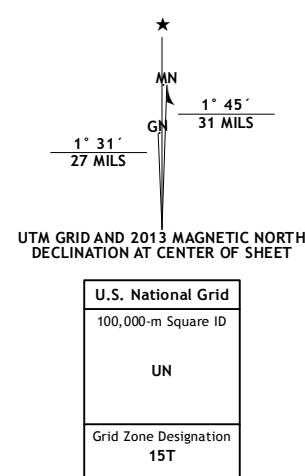 MN
1° 45´
31 MILS
GN
1° 31´
27 MILS
UTM GRID AND 2013 MAGNETIC NORTH
DECLINATION AT CENTER OF SHEET
U.S. National Grid
100,000-m Square ID
UN
Grid Zone Designation
15T